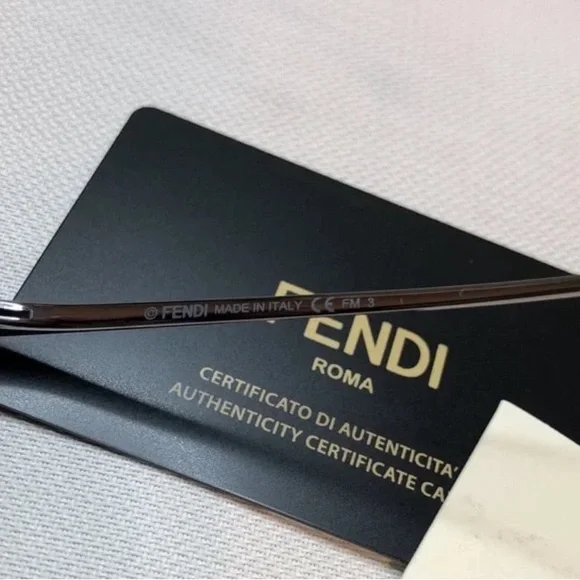 © FENDI MADE IN ITALY CE FM 3
FENDI
ROMA
CERTIFICATO DI AUTENTICITA'
AUTHENTICITY CERTIFICATE CA